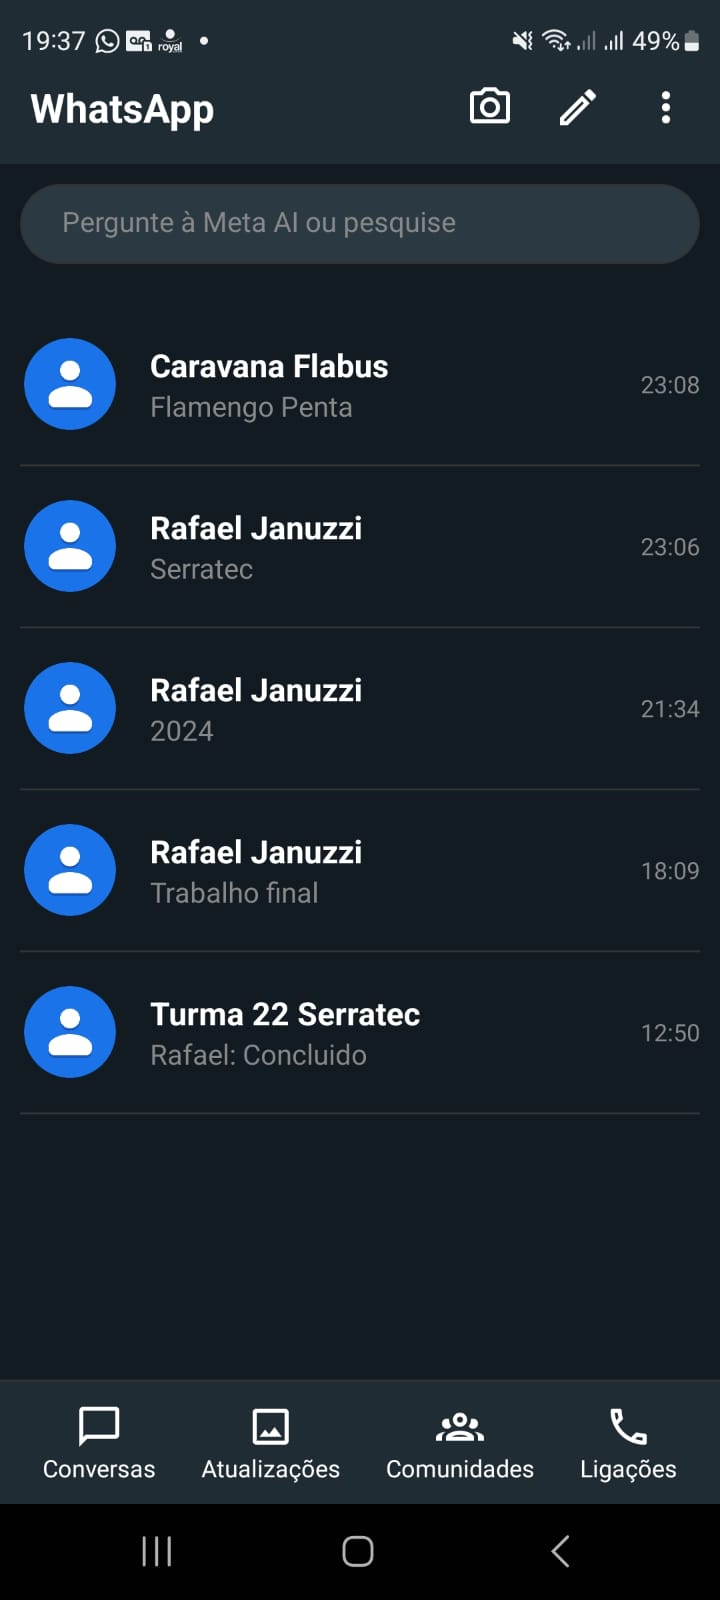 19:37 royal 49%
WhatsApp
Pergunte à Meta AI ou pesquise
Caravana Flabus
Flamengo Penta
23:08
Rafael Januzzi
Serratec
23:06
Rafael Januzzi
2024
21:34
Rafael Januzzi
Trabalho final
18:09
Turma 22 Serratec
Rafael: Concluido
12:50
Conversas Atualizações Comunidades Ligações